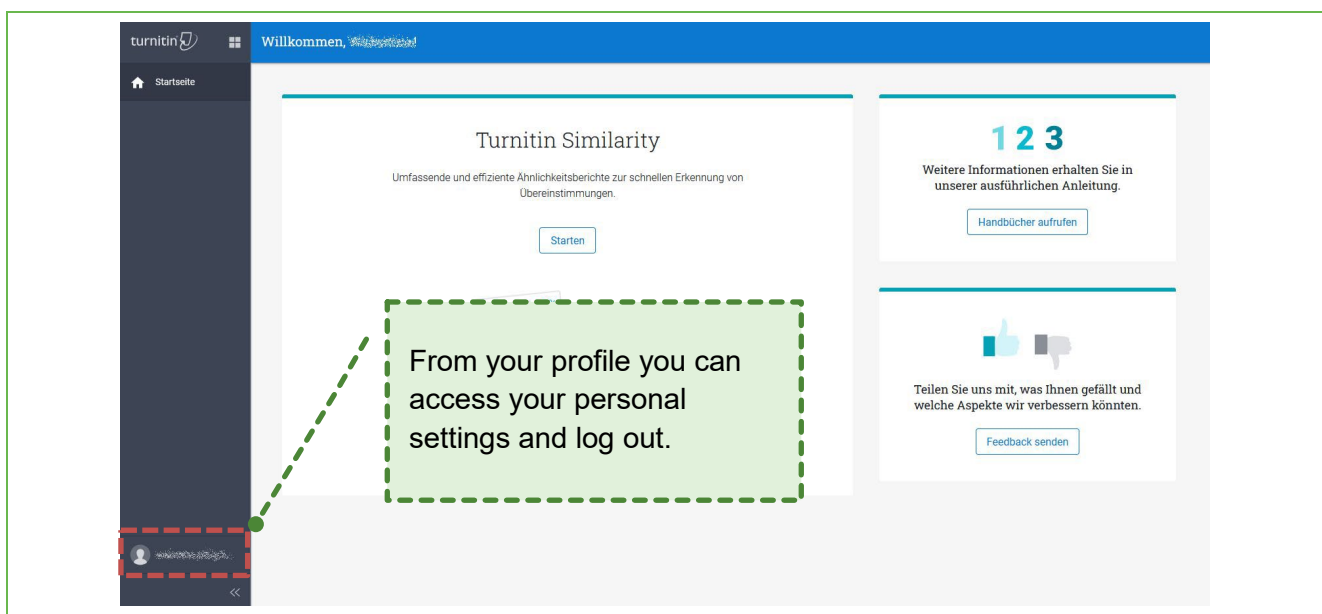 turnitin
Willkommen,
Startseite
Turnitin Similarity
Umfassende und effiziente Ähnlichkeitsberichte zur schnellen Erkennung von
Übereinstimmungen.
Starten
1 2 3
Weitere Informationen erhalten Sie in
unserer ausführlichen Anleitung.
Handbücher aufrufen
From your profile you can
access your personal
settings and log out.
Teilen Sie uns mit, was Ihnen gefällt und
welche Aspekte wir verbessern könnten.
Feedback senden